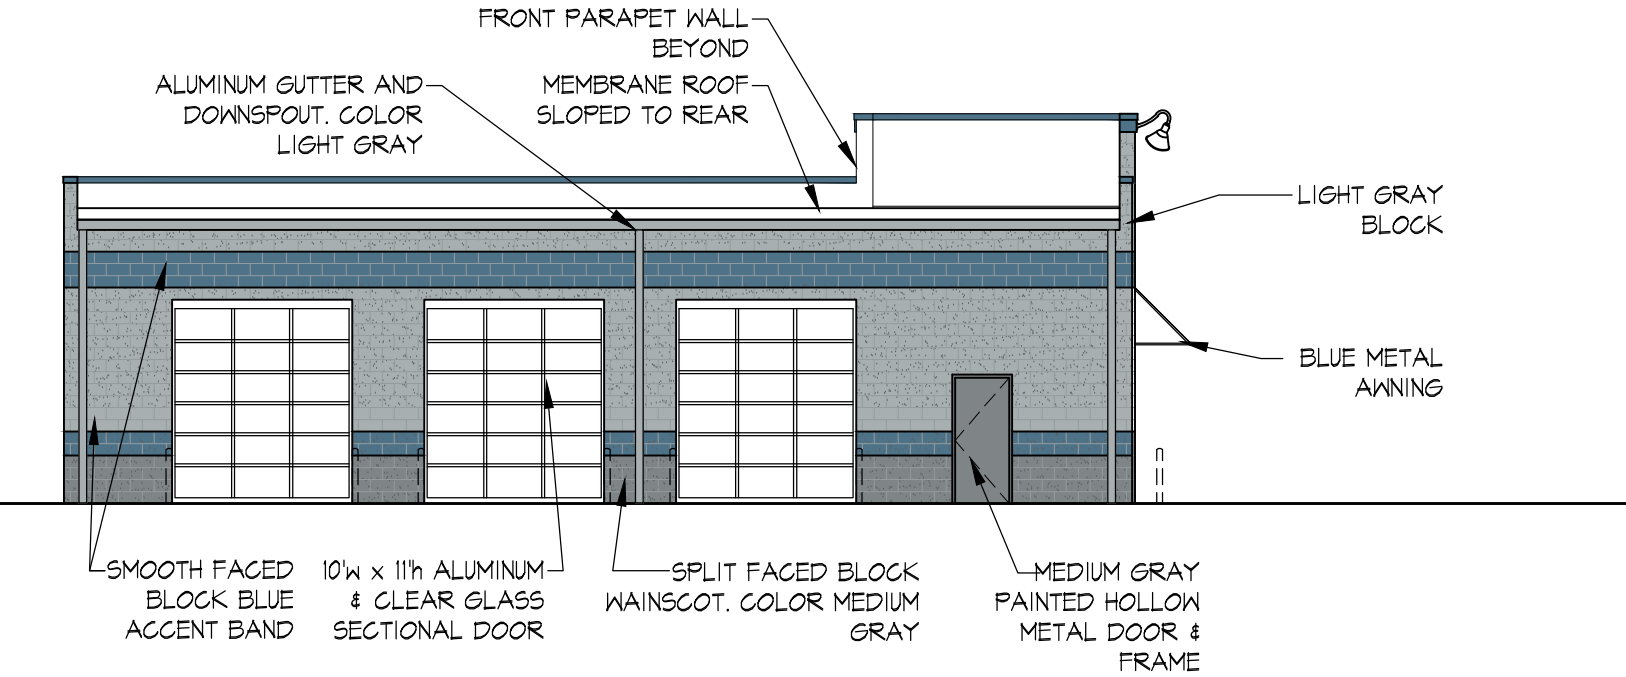 FRONT PARAPET WALL
BEYOND
ALUMINUM GUTTER AND
DOWNSPOUT. COLOR
LIGHT GRAY
MEMBRANE ROOF
SLOPED TO REAR
LIGHT GRAY
BLOCK
BLUE METAL
AWNING
SMOOTH FACED
BLOCK BLUE
ACCENT BAND
10'w x 11'h ALUMINUM
& CLEAR GLASS
SECTIONAL DOOR
SPLIT FACED BLOCK
WAINSCOT. COLOR MEDIUM
GRAY
MEDIUM GRAY
PAINTED HOLLOW
METAL DOOR &
FRAME